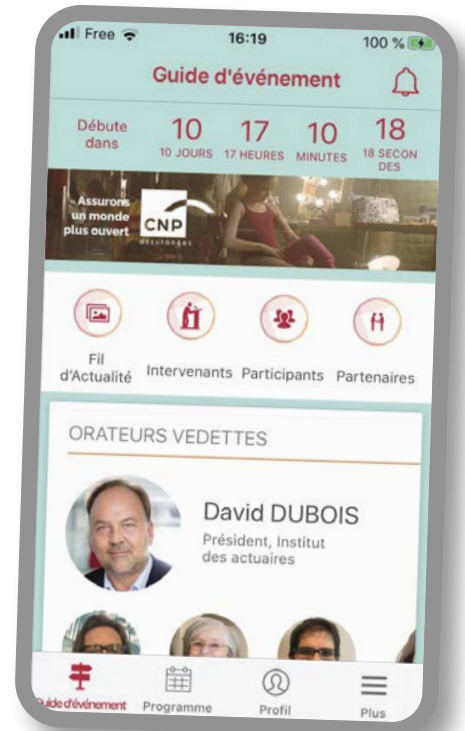 Free 16:19 100 %
Guide d'événement
Débute
dans
10 17 10 18
10 JOURS 17 HEURES MINUTES 18 SECON
DES
Assurons
un monde
plus ouvert
CNP
assurances
Fil
d'Actualité
Intervenants
Participants
Partenaires
ORATEURS VEDETTES
David DUBOIS
Président, Institut
des actuaires
Guide d'événement
Programme
Profil
Plus